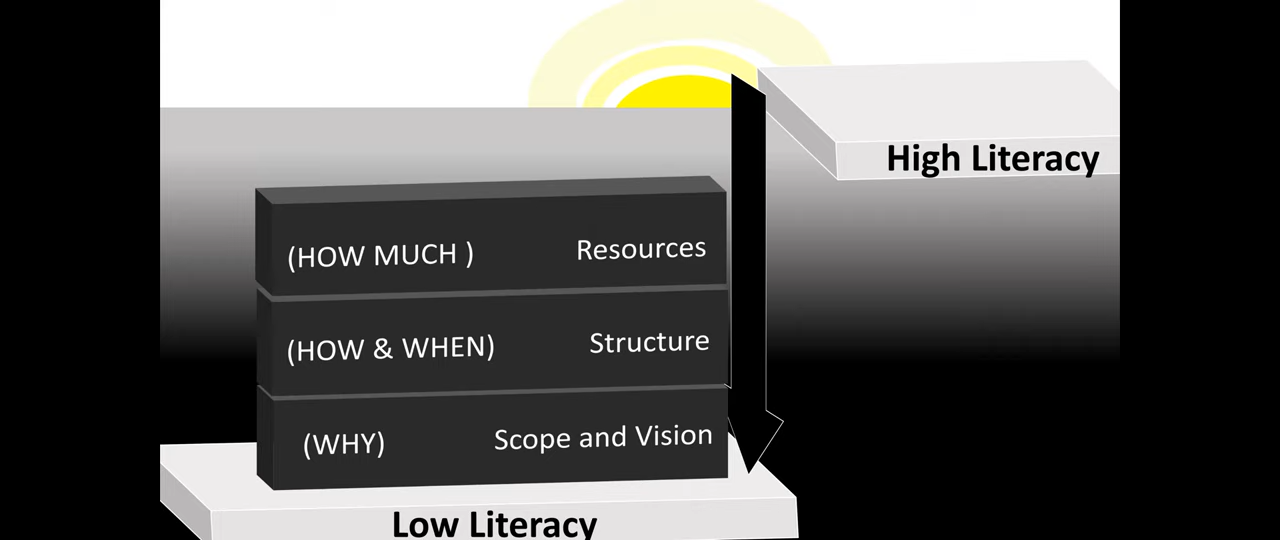 High Literacy
(HOW MUCH ) Resources
(HOW & WHEN) Structure
(WHY) Scope and Vision
Low Literacy